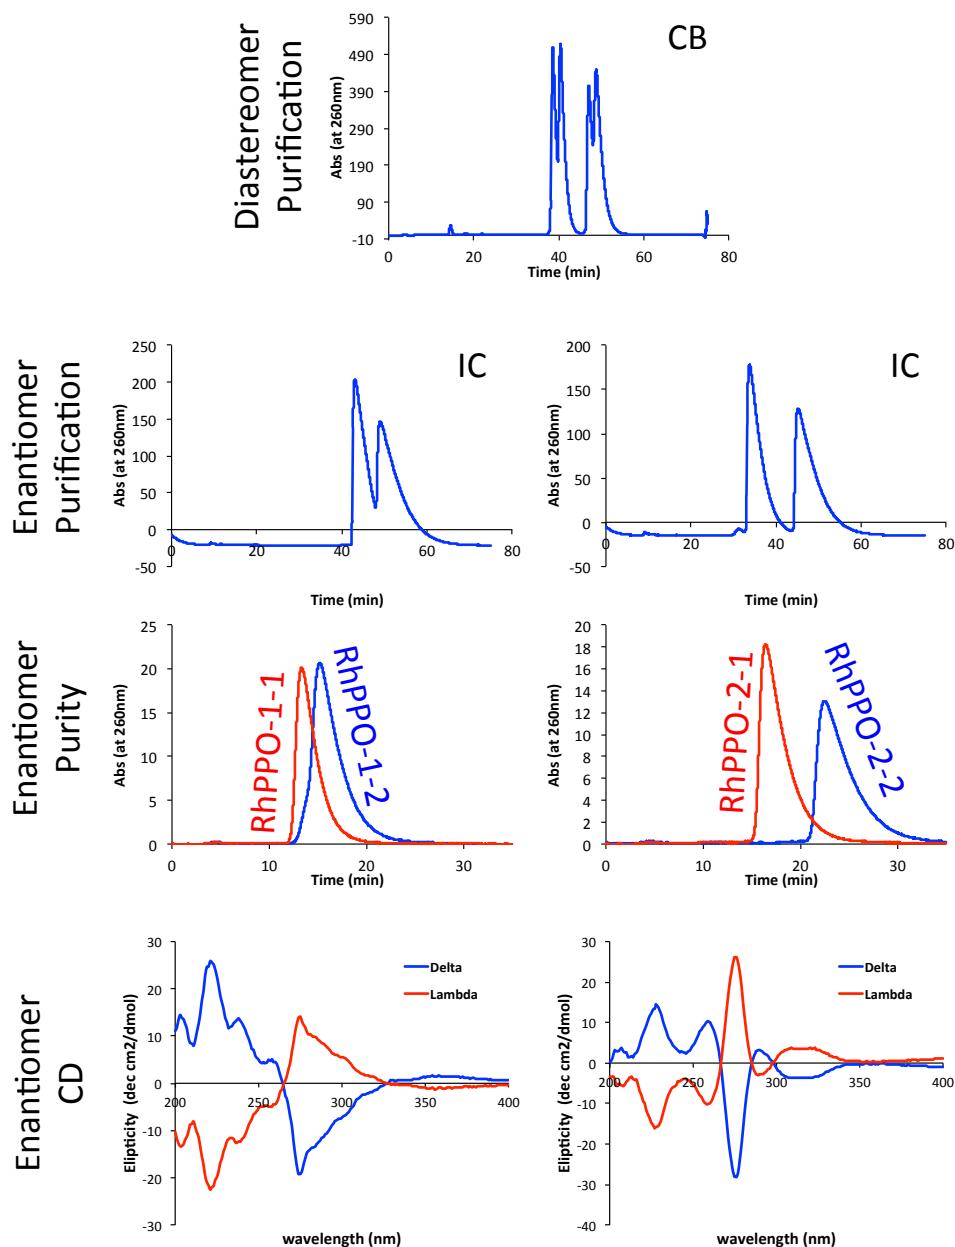 Diastereomer
Purification
CB
Abs (at 260nm)
590
490
390
290
190
90
-10
0
20
40
60
80
Time (min)
Enantiomer
Purification
IC
Abs (at 260nm)
250
200
150
100
50
0
-50
0
20
40
60
80
Time (min)
IC
Abs (at 260nm)
200
150
100
50
0
-50
0
20
40
60
80
Time (min)
Enantiomer
Purity
Abs (at 260nm)
25
20
15
10
5
0
RhPPO-1-1
RhPPO-1-2
0
10
20
30
Time (min)
Abs (at 260nm)
20
18
16
14
12
10
8
6
4
2
0
RhPPO-2-1
RhPPO-2-2
0
10
20
30
Time (min)
Enantiomer
CD
Elipticity (dec cm2/dmol)
30
20
10
0
-10
-20
-30
Delta
Lambda
200
250
300
350
400
wavelength (nm)
Elipticity (dec cm2/dmol)
30
20
10
0
-10
-20
-30
-40
Delta
Lambda
200
250
300
350
400
wavelength (nm)